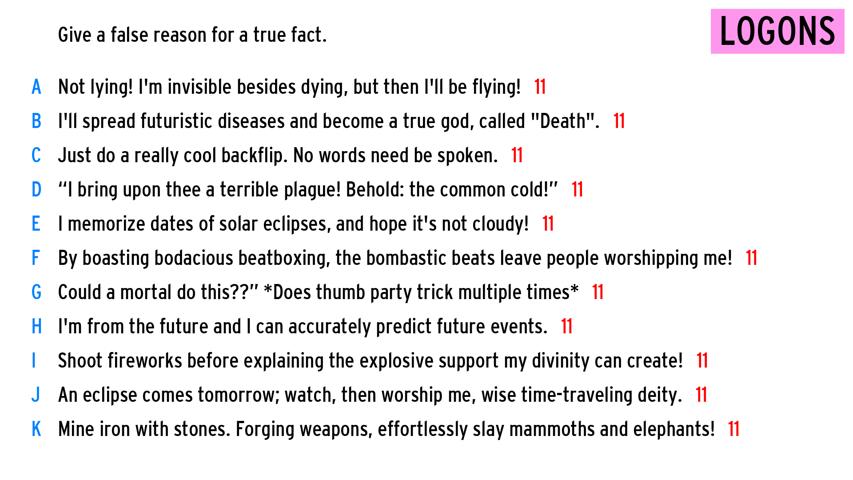 Give a false reason for a true fact.
LOGONS
A Not lying! I'm invisible besides dying, but then I'll be flying! 11
B I'll spread futuristic diseases and become a true god, called "Death". 11
C Just do a really cool backflip. No words need be spoken. 11
D “I bring upon thee a terrible plague! Behold: the common cold!” 11
E I memorize dates of solar eclipses, and hope it's not cloudy! 11
F By boasting bodacious beatboxing, the bombastic beats leave people worshipping me! 11
G Could a mortal do this??” *Does thumb party trick multiple times* 11
H I'm from the future and I can accurately predict future events. 11
I Shoot fireworks before explaining the explosive support my divinity can create! 11
J An eclipse comes tomorrow; watch, then worship me, wise time-traveling deity. 11
K Mine iron with stones. Forging weapons, effortlessly slay mammoths and elephants! 11